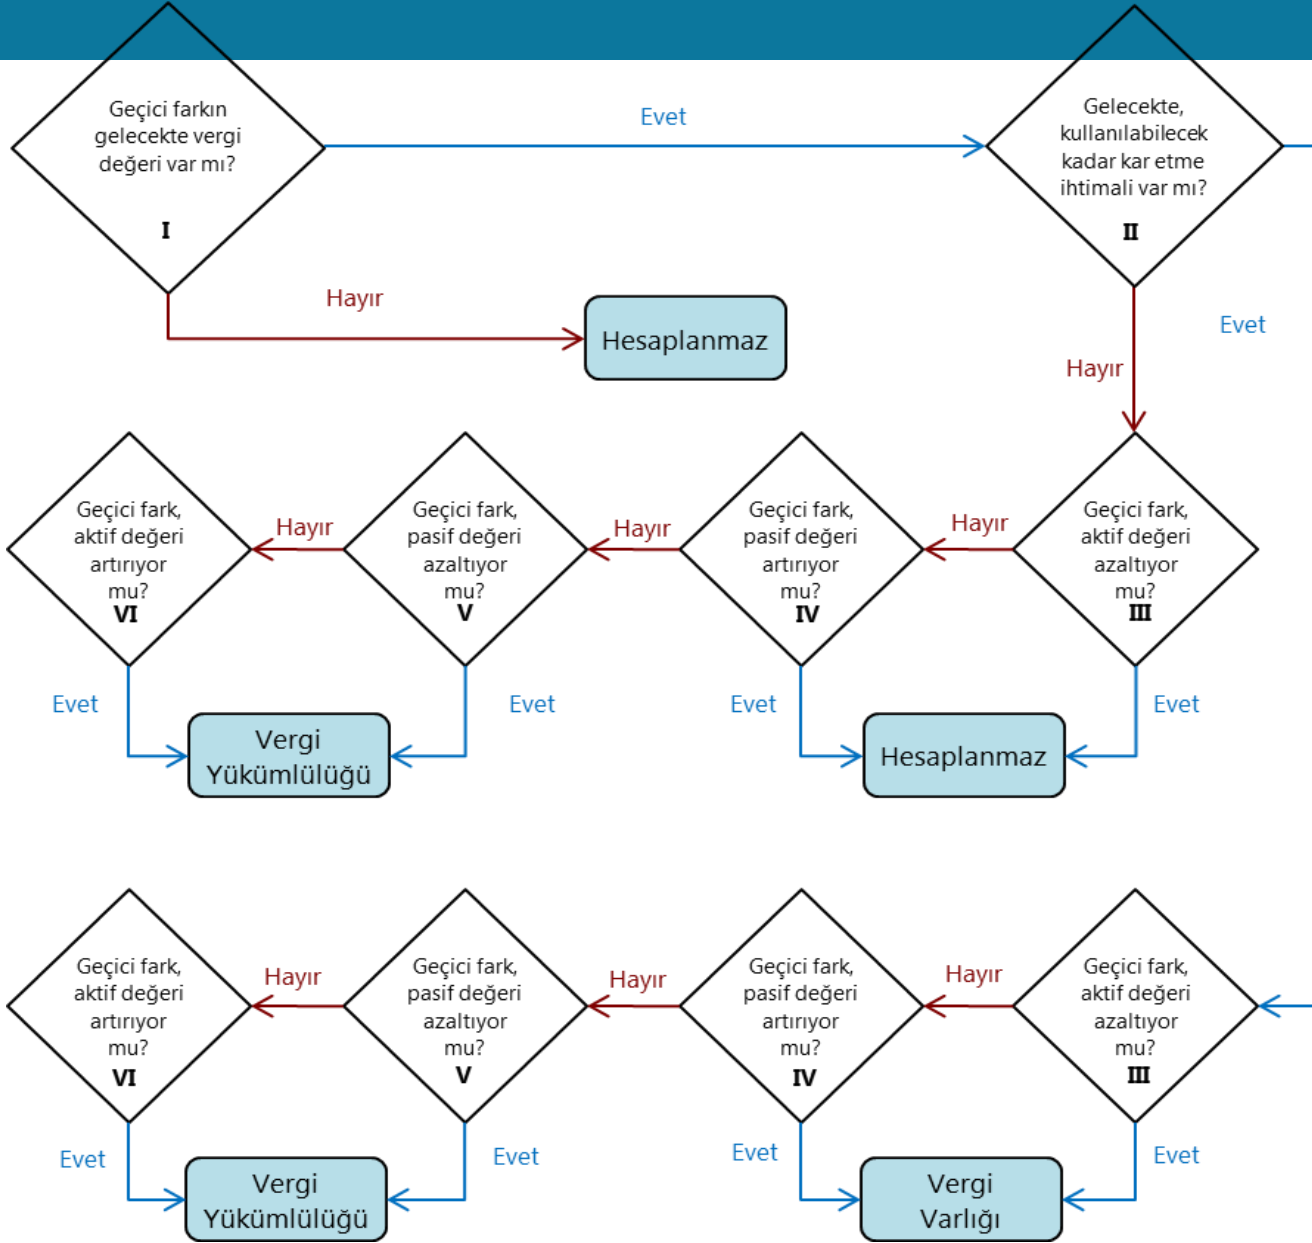 Geçici farkın
gelecekte vergi
değeri var mı?
I
Evet
Gelecekte,
kullanılabilecek
kadar kar etme
ihtimali var mı?
II
Hayır
Hesaplanmaz
Evet
Hayır
Geçici fark,
aktif değeri
artırıyor
mu?
VI
Hayır
Geçici fark,
pasif değeri
azaltıyor
mu?
V
Hayır
Geçici fark,
pasif değeri
artırıyor
mu?
IV
Hayır
Geçici fark,
aktif değeri
azaltıyor
mu?
III
Evet
Vergi
Yükümlülüğü
Evet
Evet
Hesaplanmaz
Evet
Geçici fark,
aktif değeri
artırıyor
mu?
VI
Hayır
Geçici fark,
pasif değeri
azaltıyor
mu?
V
Hayır
Geçici fark,
pasif değeri
artırıyor
mu?
IV
Hayır
Geçici fark,
aktif değeri
azaltıyor
mu?
III
Evet
Vergi
Yükümlülüğü
Evet
Evet
Vergi
Varlığı
Evet